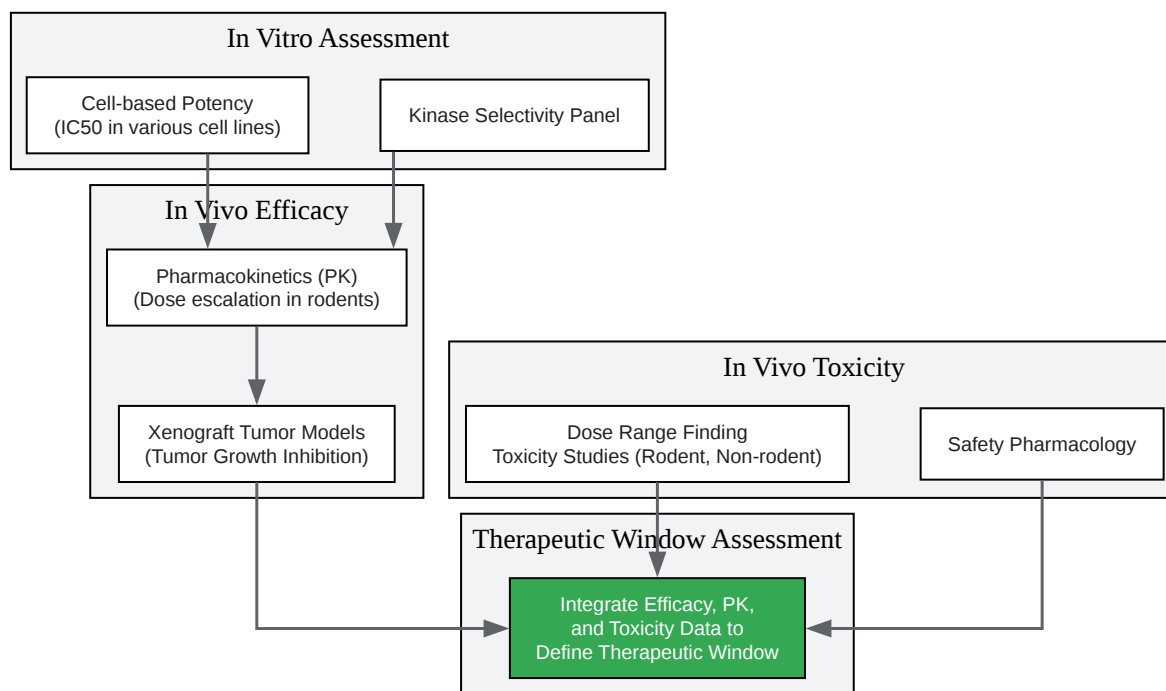 In Vitro Assessment
Cell-based Potency
(IC50 in various cell lines)
Kinase Selectivity Panel
In Vivo Efficacy
Pharmacokinetics (PK)
(Dose escalation in rodents)
Xenograft Tumor Models
(Tumor Growth Inhibition)
In Vivo Toxicity
Dose Range Finding
Toxicity Studies (Rodent, Non-rodent)
Safety Pharmacology
Therapeutic Window Assessment
Integrate Efficacy, PK,
and Toxicity Data to
Define Therapeutic Window